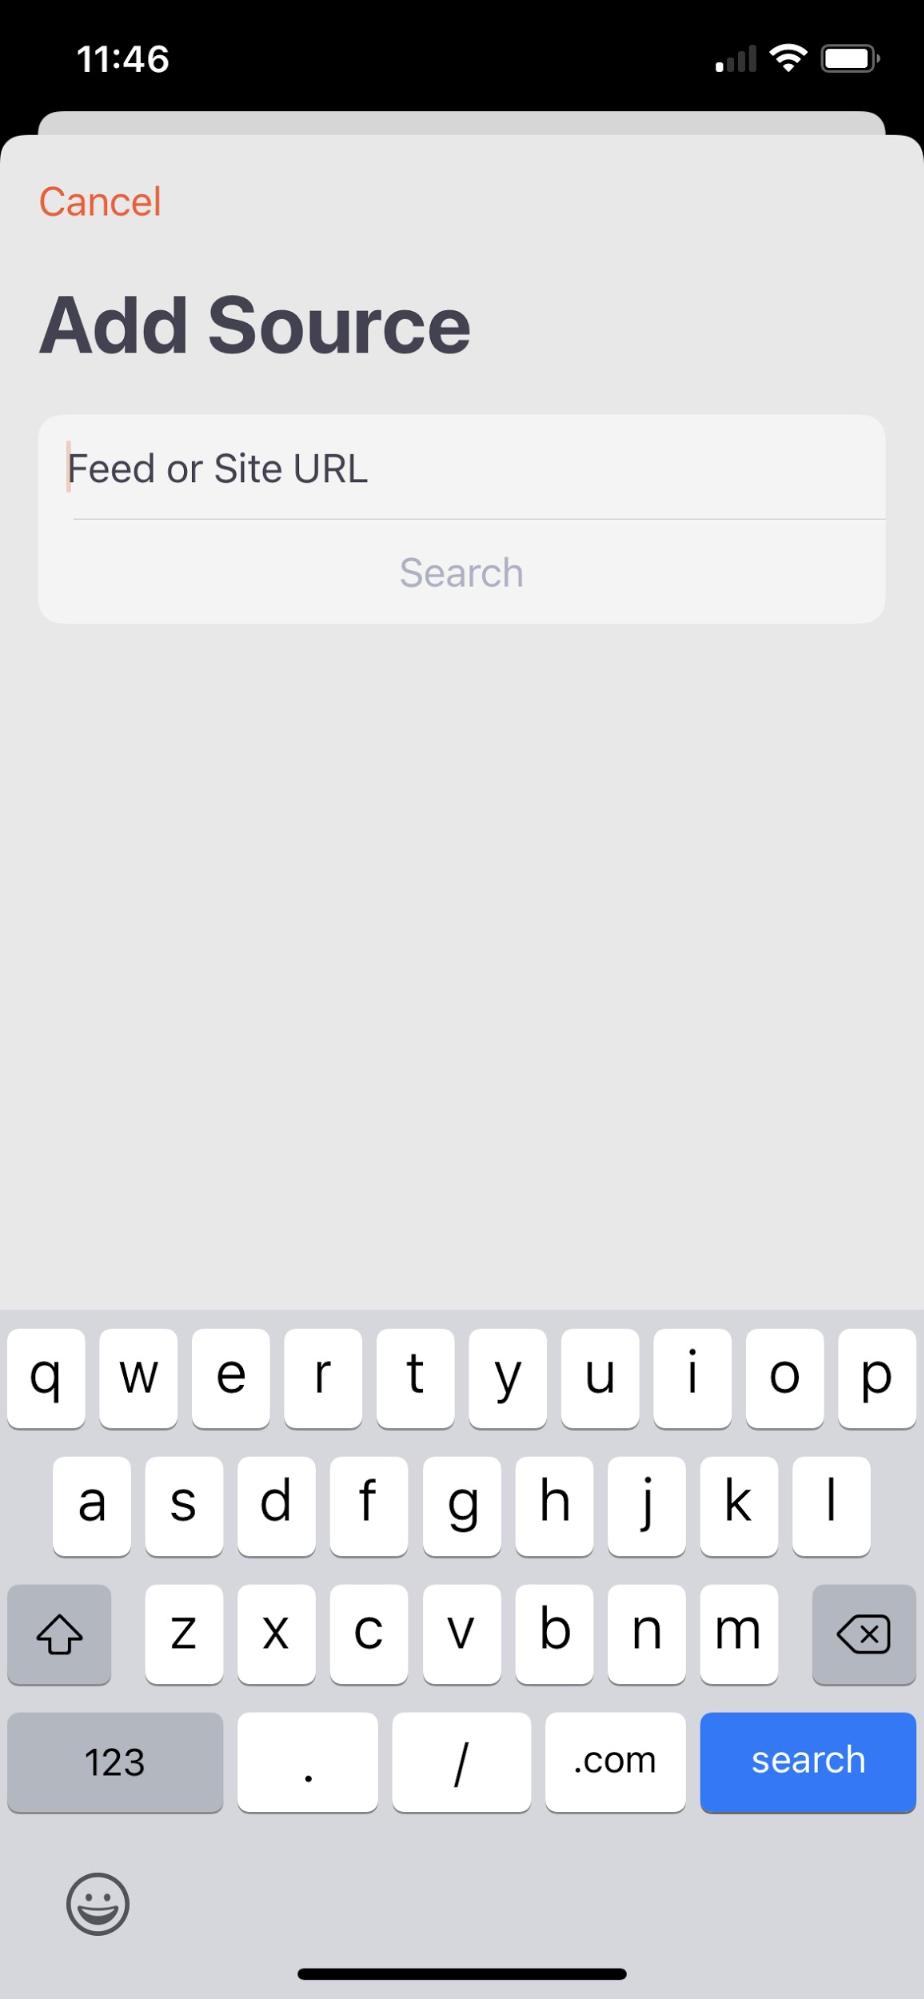 11:46
Cancel
Add Source
Feed or Site URL
Search
q w e r t y u i o p
a s d f g h j k l
z x c v b n m
123 . / .com search